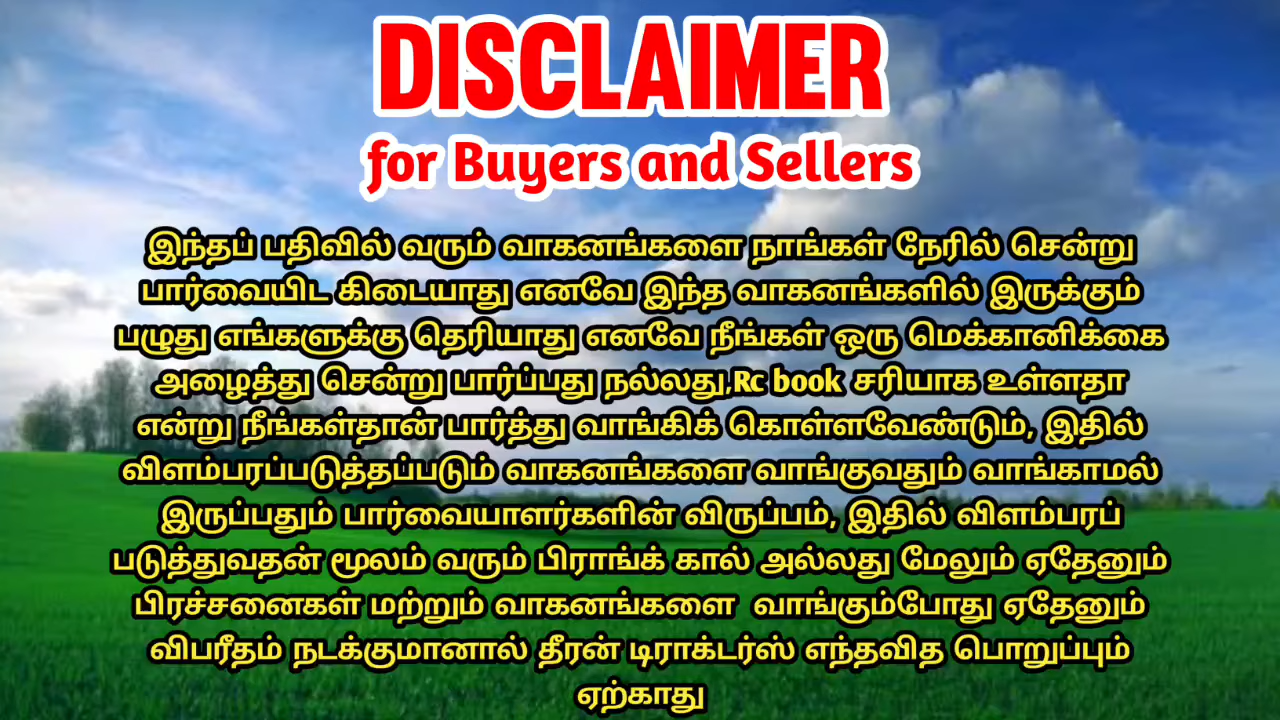 DISCLAIMER
for Buyers and Sellers
இந்தப் பதிவில் வரும் வாகனங்களை நாங்கள் நேரில் சென்று
பார்வையிட கிடையாது எனவே இந்த வாகனங்களில் இருக்கும்
பழுது எங்களுக்கு தெரியாது எனவே நீங்கள் ஒரு மெக்கானிக்கை
அழைத்து சென்று பார்ப்பது நல்லது,Rc book சரியாக உள்ளதா
என்று நீங்கள்தான் பார்த்து வாங்கிக் கொள்ளவேண்டும், இதில்
விளம்பரப்படுத்தப்படும் வாகனங்களை வாங்குவதும் வாங்காமல்
இருப்பதும் பார்வையாளர்களின் விருப்பம், இதில் விளம்பரப்
படுத்துவதன் மூலம் வரும் பிராங்க் கால் அல்லது மேலும் ஏதேனும்
பிரச்சனைகள் மற்றும் வாகனங்களை வாங்கும்போது ஏதேனும்
விபரீதம் நடக்குமானால் தீரன் டிராக்டர்ஸ் எந்தவித பொறுப்பும்
ஏற்காது